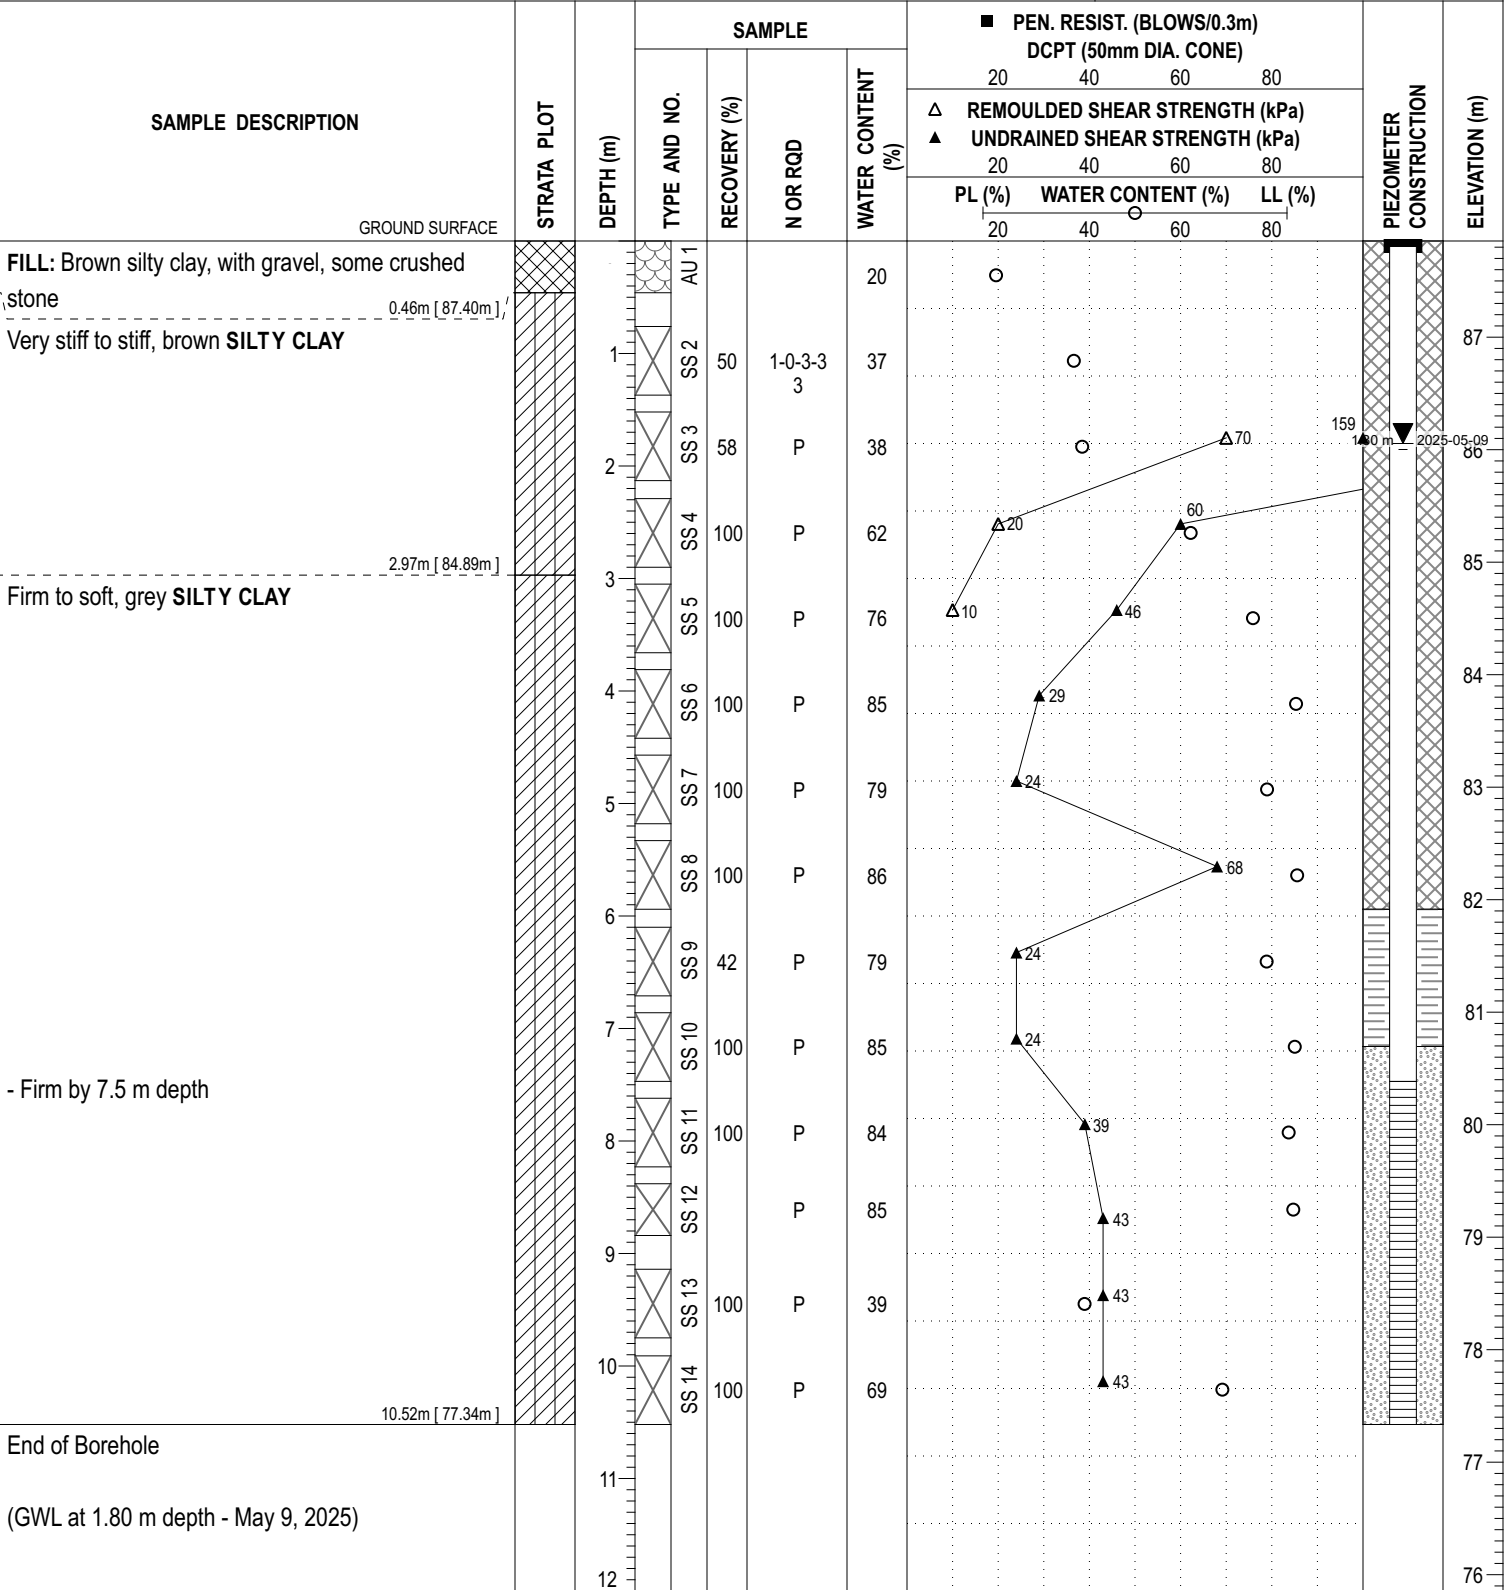 SAMPLE
■ PEN. RESIST. (BLOWS/0.3m)
DCPT (50mm DIA. CONE)
20 40 60 80
△ REMOULDED SHEAR STRENGTH (kPa)
▲ UNDRAINED SHEAR STRENGTH (kPa)
20 40 60 80
PL (%) WATER CONTENT (%) LL (%)
20 40 60 80
SAMPLE DESCRIPTION
STRATA PLOT
DEPTH (m)
TYPE AND NO.
RECOVERY (%)
N OR RQD
WATER CONTENT
(%)
PIEZOMETER
CONSTRUCTION
ELEVATION (m)
GROUND SURFACE
FILL: Brown silty clay, with gravel, some crushed
stone
0.46m [ 87.40m ]
AU 1 20
Very stiff to stiff, brown SILTY CLAY
87
1 SS 2 50 1-0-3-3 37
3
SS 3 58 P 38 70 159
1.80 m 2025-05-09
86
2
SS 4 100 P 62 20 60
2.97m [ 84.89m ]
85
3
Firm to soft, grey SILTY CLAY
SS 5 100 P 76 10 46
84
4 SS 6 100 P 85 29
SS 7 100 P 79 24
83
5
SS 8 100 P 86 68
82
6
SS 9 42 P 79 24
81
7 SS 10 100 P 85 24
- Firm by 7.5 m depth
80
8 SS 11 100 P 84 39
SS 12 P 85 43
79
9
SS 13 100 P 39 43
78
10
SS 14 100 P 69 43
10.52m [ 77.34m ]
End of Borehole
77
11
(GWL at 1.80 m depth - May 9, 2025)
76
12